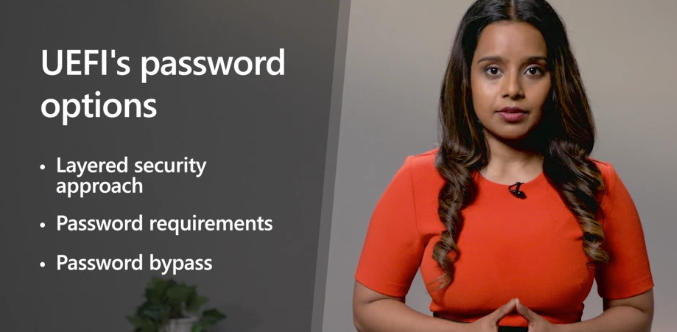 UEFI's password
options
• Layered security
approach
• Password requirements
• Password bypass